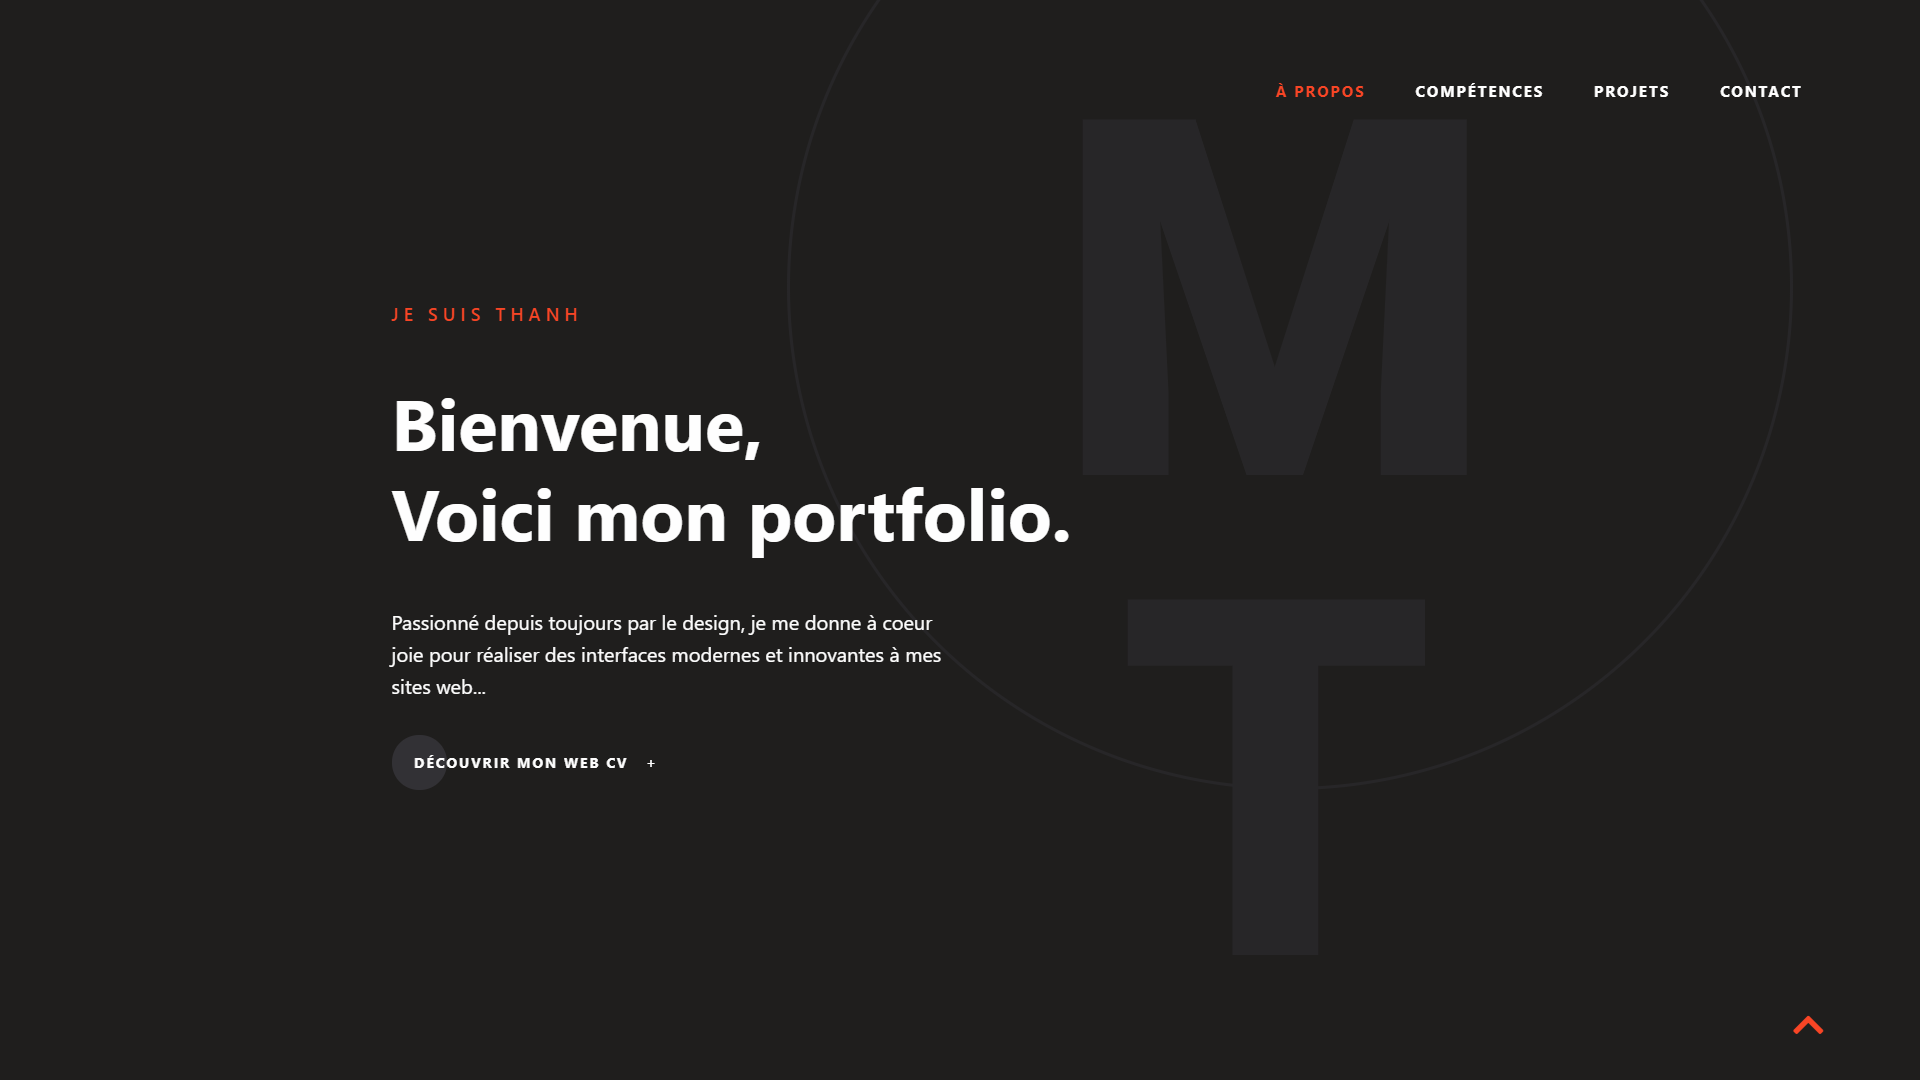 À PROPOS COMPÉTENCES PROJETS CONTACT
M
T
JE SUIS THANH
Bienvenue,
Voici mon portfolio.
Passionné depuis toujours par le design, je me donne à coeur
joie pour réaliser des interfaces modernes et innovantes à mes
sites web...
DÉCOUVRIR MON WEB CV +